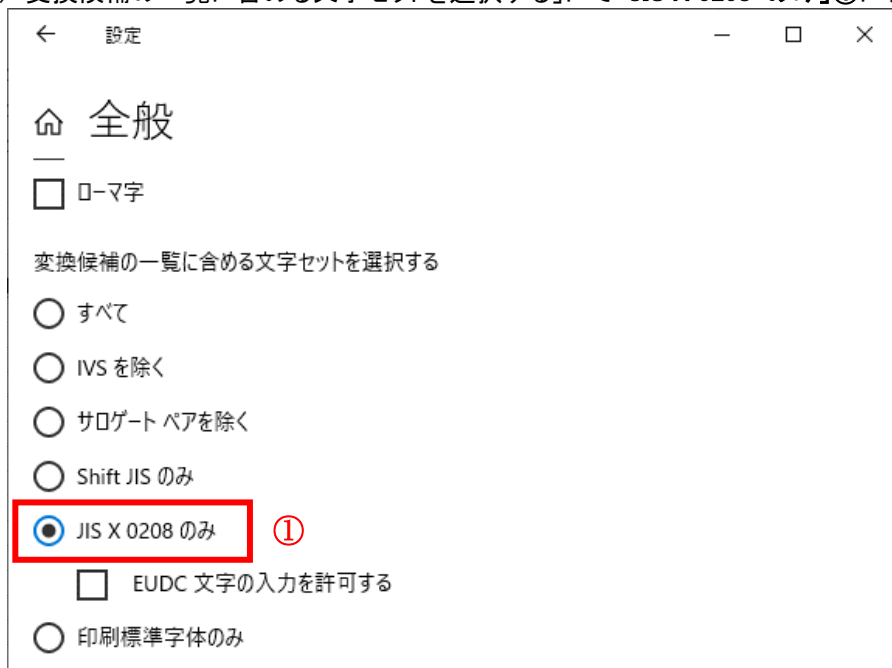 設定
全般
ローマ字
変換候補の一覧に含める文字セットを選択する
すべて
IVS を除く
サロゲート ペアを除く
Shift JIS のみ
JIS X 0208 のみ ①
EUDC 文字の入力を許可する
印刷標準字体のみ